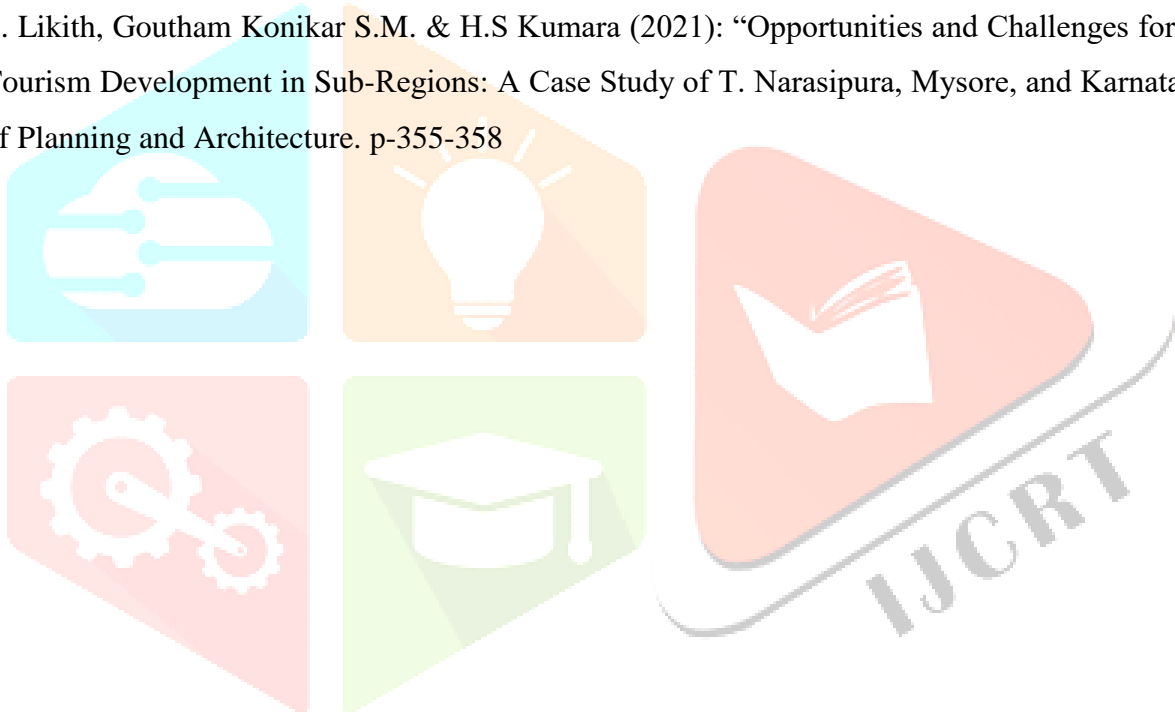 . Likith, Goutham Konikar S.M. & H.S Kumara (2021): “Opportunities and Challenges for
Tourism Development in Sub-Regions: A Case Study of T. Narasipura, Mysore, and Karnata
of Planning and Architecture. p-355-358
IJCRT